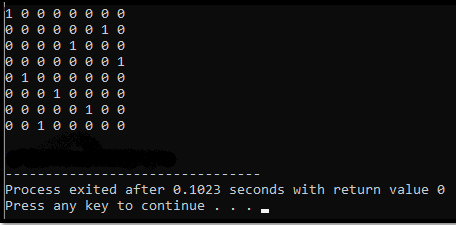 1 0 0 0 0 0 0 0
0 0 0 0 0 0 1 0
0 0 0 0 1 0 0 0
0 0 0 0 0 0 0 1
0 1 0 0 0 0 0 0
0 0 0 1 0 0 0 0
0 0 0 0 0 1 0 0
0 0 1 0 0 0 0 0
--------------------------------
Process exited after 0.1023 seconds with return value 0
Press any key to continue . . .